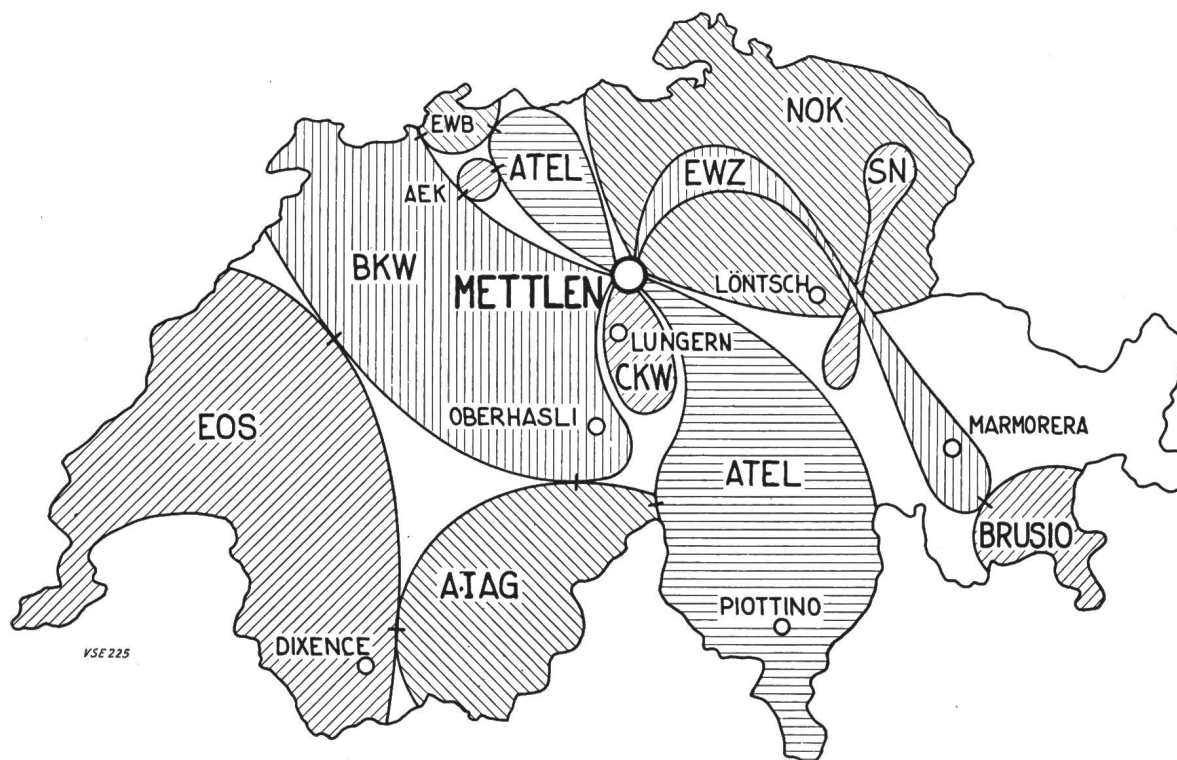 NOK
EWB
ATEL
EWZ
SN
AEK
BKW
METTLEN
LÖNTSCH
LUNGERN
CKW
OBERHASLI
EOS
MARMORERA
ATEL
BRUSIO
A·IAG
PIOTTINO
DIXENCE
VSE 225